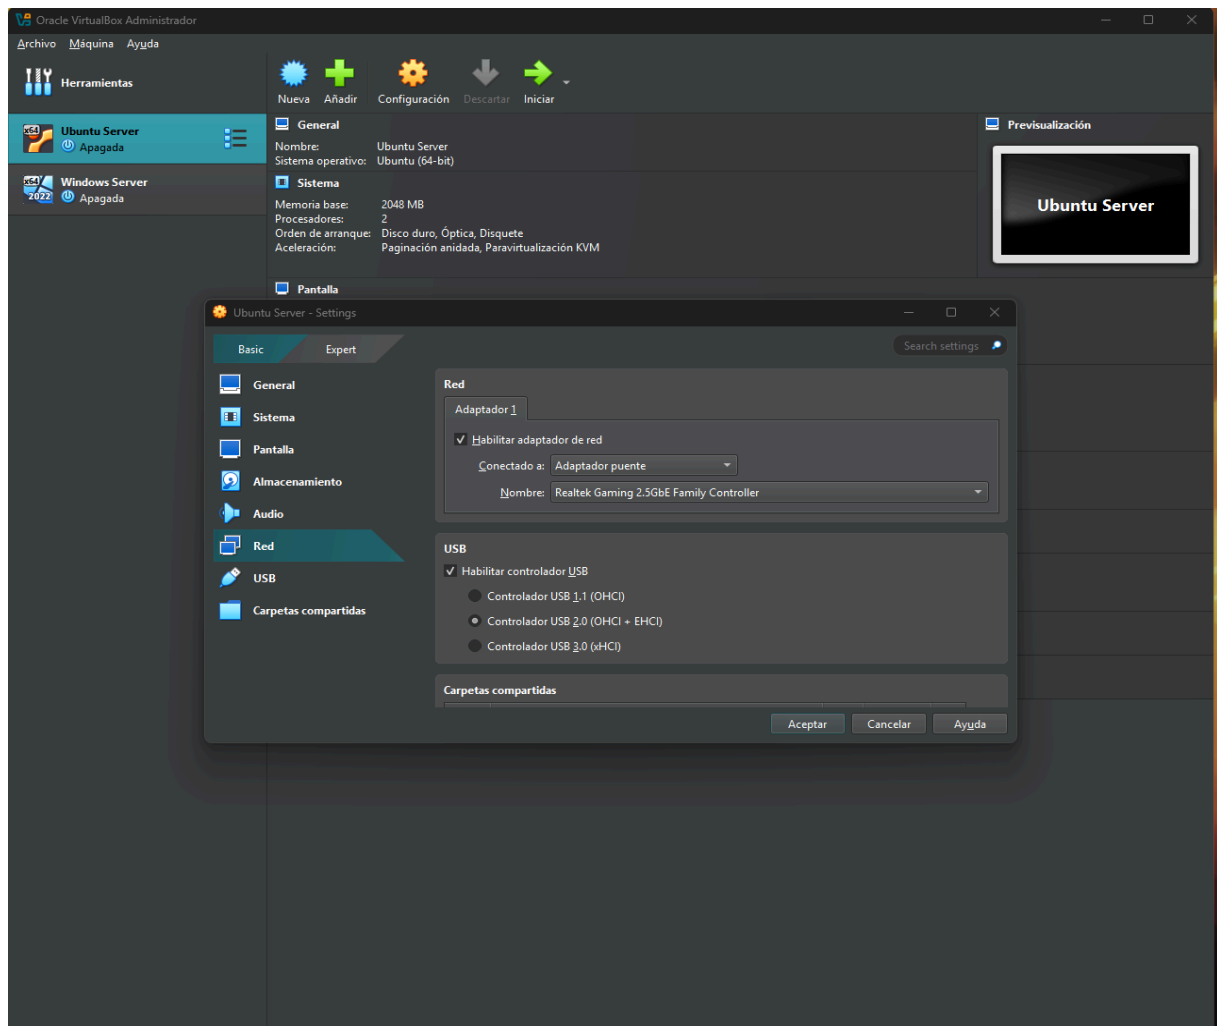 Oracle VirtualBox Administrador
Archivo Máquina Ayuda
Herramientas
Nueva Añadir Configuración Descartar Iniciar
x64
Ubuntu Server
Apagada
x64
2022
Windows Server
Apagada
General
Nombre: Ubuntu Server
Sistema operativo: Ubuntu (64-bit)
Sistema
Memoria base: 2048 MB
Procesadores: 2
Orden de arranque: Disco duro, Óptica, Disquete
Aceleración: Paginación anidada, Paravirtualización KVM
Previsualización
Ubuntu Server
Pantalla
Ubuntu Server - Settings
Basic Expert
Search settings
General
Sistema
Pantalla
Almacenamiento
Audio
Red
USB
Carpetas compartidas
Red
Adaptador 1
Habilitar adaptador de red
Conectado a: Adaptador puente
Nombre: Realtek Gaming 2.5GbE Family Controller
USB
Habilitar controlador USB
Controlador USB 1.1 (OHCI)
Controlador USB 2.0 (OHCI + EHCI)
Controlador USB 3.0 (xHCI)
Carpetas compartidas
Aceptar Cancelar Ayuda